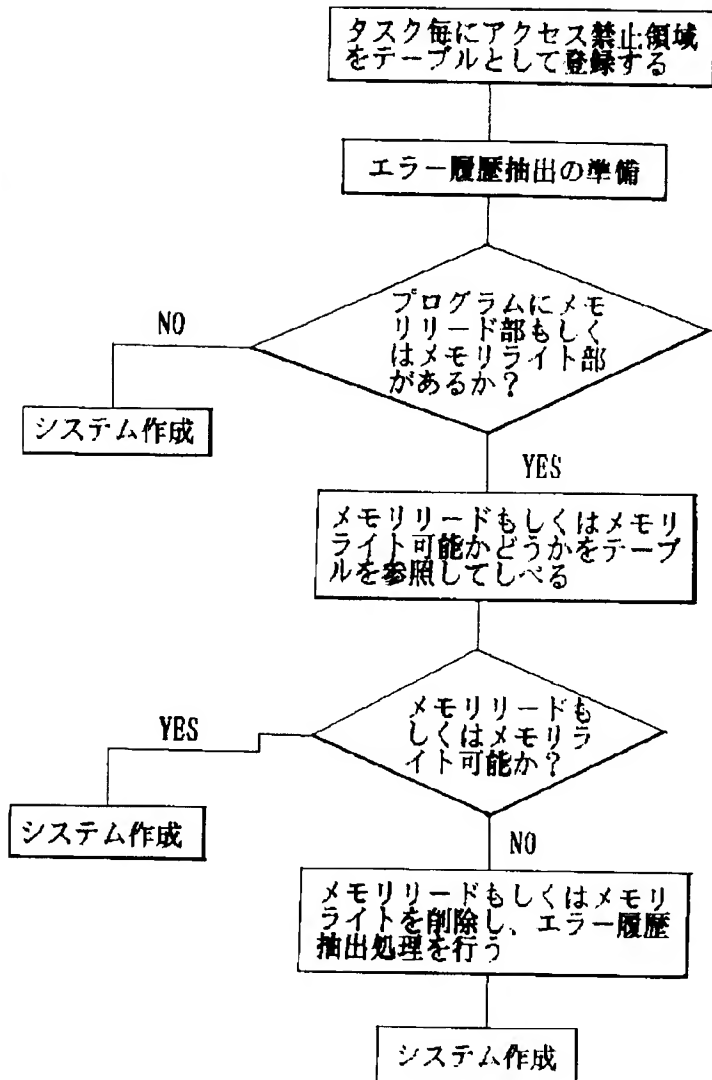 タスク毎にアクセス禁止領域
をテーブルとして登録する
エラー履歴抽出の準備
プログラムにメモ
リリード部もしく
はメモリライト部
があるか？
NO
システム作成
YES
メモリリードもしくはメモリ
ライト可能かどうかをテーブ
ルを参照してしべる
メモリリードも
しくはメモリラ
イト可能か？
YES
システム作成
NO
メモリリードもしくはメモリ
ライトを削除し、エラー履歴
抽出処理を行う
システム作成